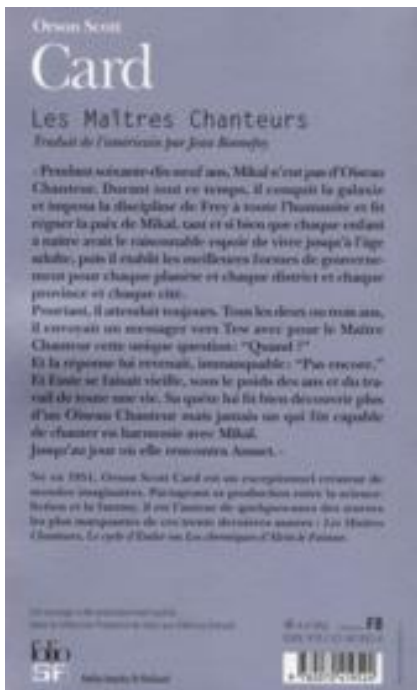 Orson Scott
Card
Les Maîtres Chanteurs
Traduit de l'américain par Jean Bonnefoy
« Pendant soixante-dix-neuf ans, Mikal n'eut pas d'Oiseau
Chanteur. Durant tout ce temps, il conquit la galaxie
et imposa la discipline de Frey à toute l'humanité et fit
régner la paix de Mikal, tant et si bien que chaque enfant
à naître avait le raisonnable espoir de vivre jusqu'à l'âge
adulte, puis il établit les meilleures formes de gouverne-
ment pour chaque planète et chaque district et chaque
province et chaque cité.
Pourtant, il attendait toujours. Tous les deux ou trois ans,
il envoyait un messager vers Tew avec pour le Maître
Chanteur cette unique question : “Quand ?”
Et la réponse lui revenait, immanquable : “Pas encore.”
Et Esste se faisait vieille, sous le poids des ans et du tra-
vail de toute une vie. Sa quête lui fit bien découvrir plus
d'un Oiseau Chanteur mais jamais un qui fût capable
de chanter en harmonie avec Mikal.
Jusqu'au jour où elle rencontra Ansset. »
Né en 1951, Orson Scott Card est un exceptionnel créateur de
mondes imaginaires. Partageant sa production entre la science-
fiction et la fantasy, il est l'auteur de quelques-unes des œuvres
les plus marquantes de ces trente dernières années : Les Maîtres
Chanteurs, Le cycle d'Ender ou Les chroniques d'Alvin le Faiseur.
F8
folio
SF